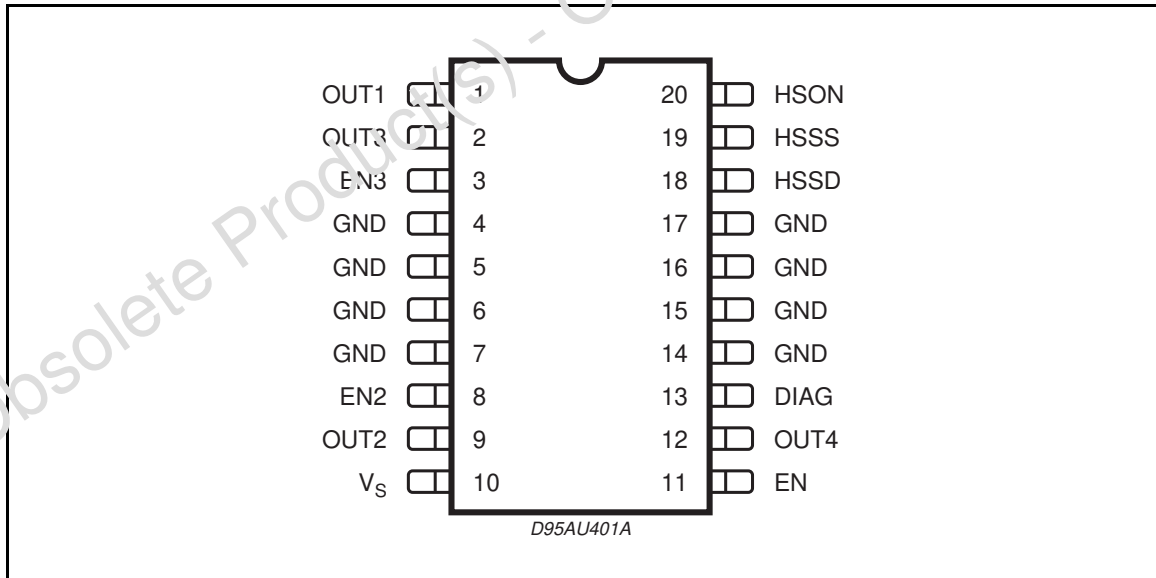 OUT1 1 20 HSON
OUT3 2 19 HSSS
EN3 3 18 HSSD
GND 4 17 GND
GND 5 16 GND
GND 6 15 GND
GND 7 14 GND
EN2 8 13 DIAG
OUT2 9 12 OUT4
VS 10 11 EN
D95AU401A
Obsolete Product(s) - O